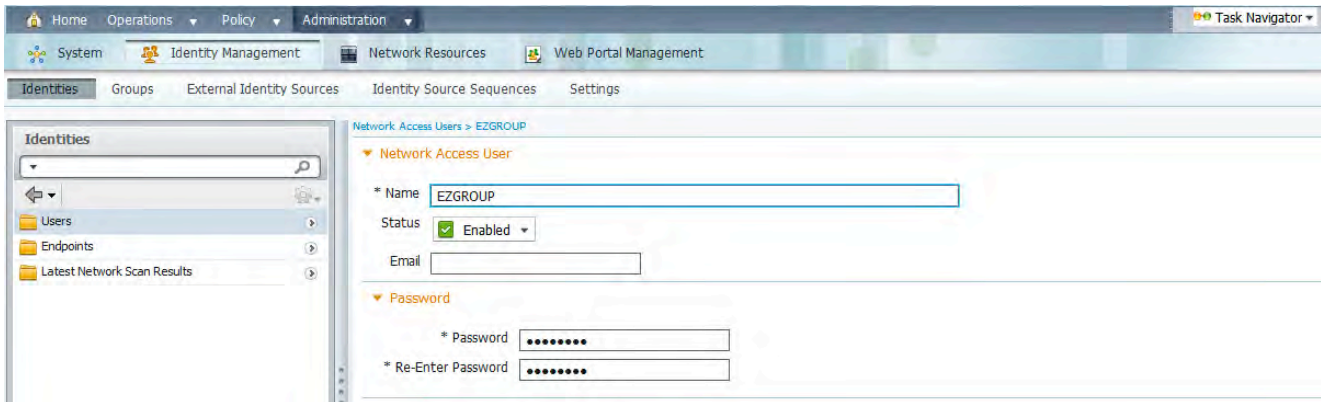 Home Operations Policy Administration Task Navigator
System Identity Management Network Resources Web Portal Management
Identities Groups External Identity Sources Identity Source Sequences Settings
Identities
Users
Endpoints
Latest Network Scan Results
Network Access Users > EZGROUP
Network Access User
* Name EZGROUP
Status Enabled
Email
Password
* Password ••••••••
* Re-Enter Password ••••••••